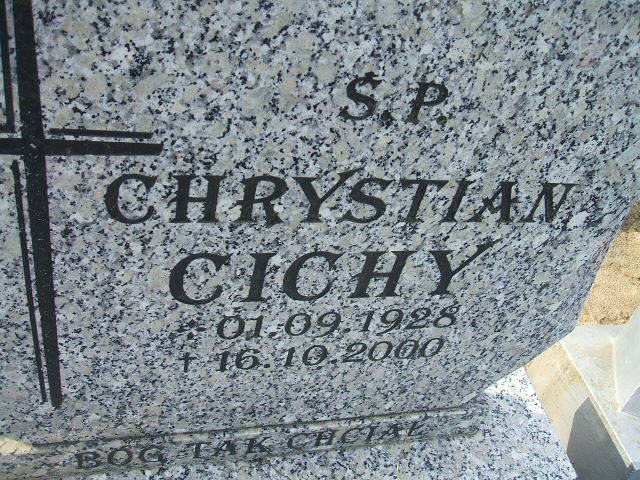 Ś.P.
CHRYSTIAN
CICHY
* 01.09.1928
† 16.10.2000
BÓG TAK CHCIAŁ